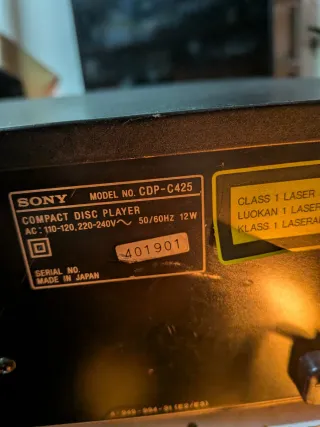 SONY MODEL NO. CDP-C425
COMPACT DISC PLAYER
AC: 110-120, 220-240V～ 50/60HZ 12W
401901
SERIAL NO.
MADE IN JAPAN
CLASS 1 LASER
LUOKAN 1 LASER
KLASS 1 LASERA